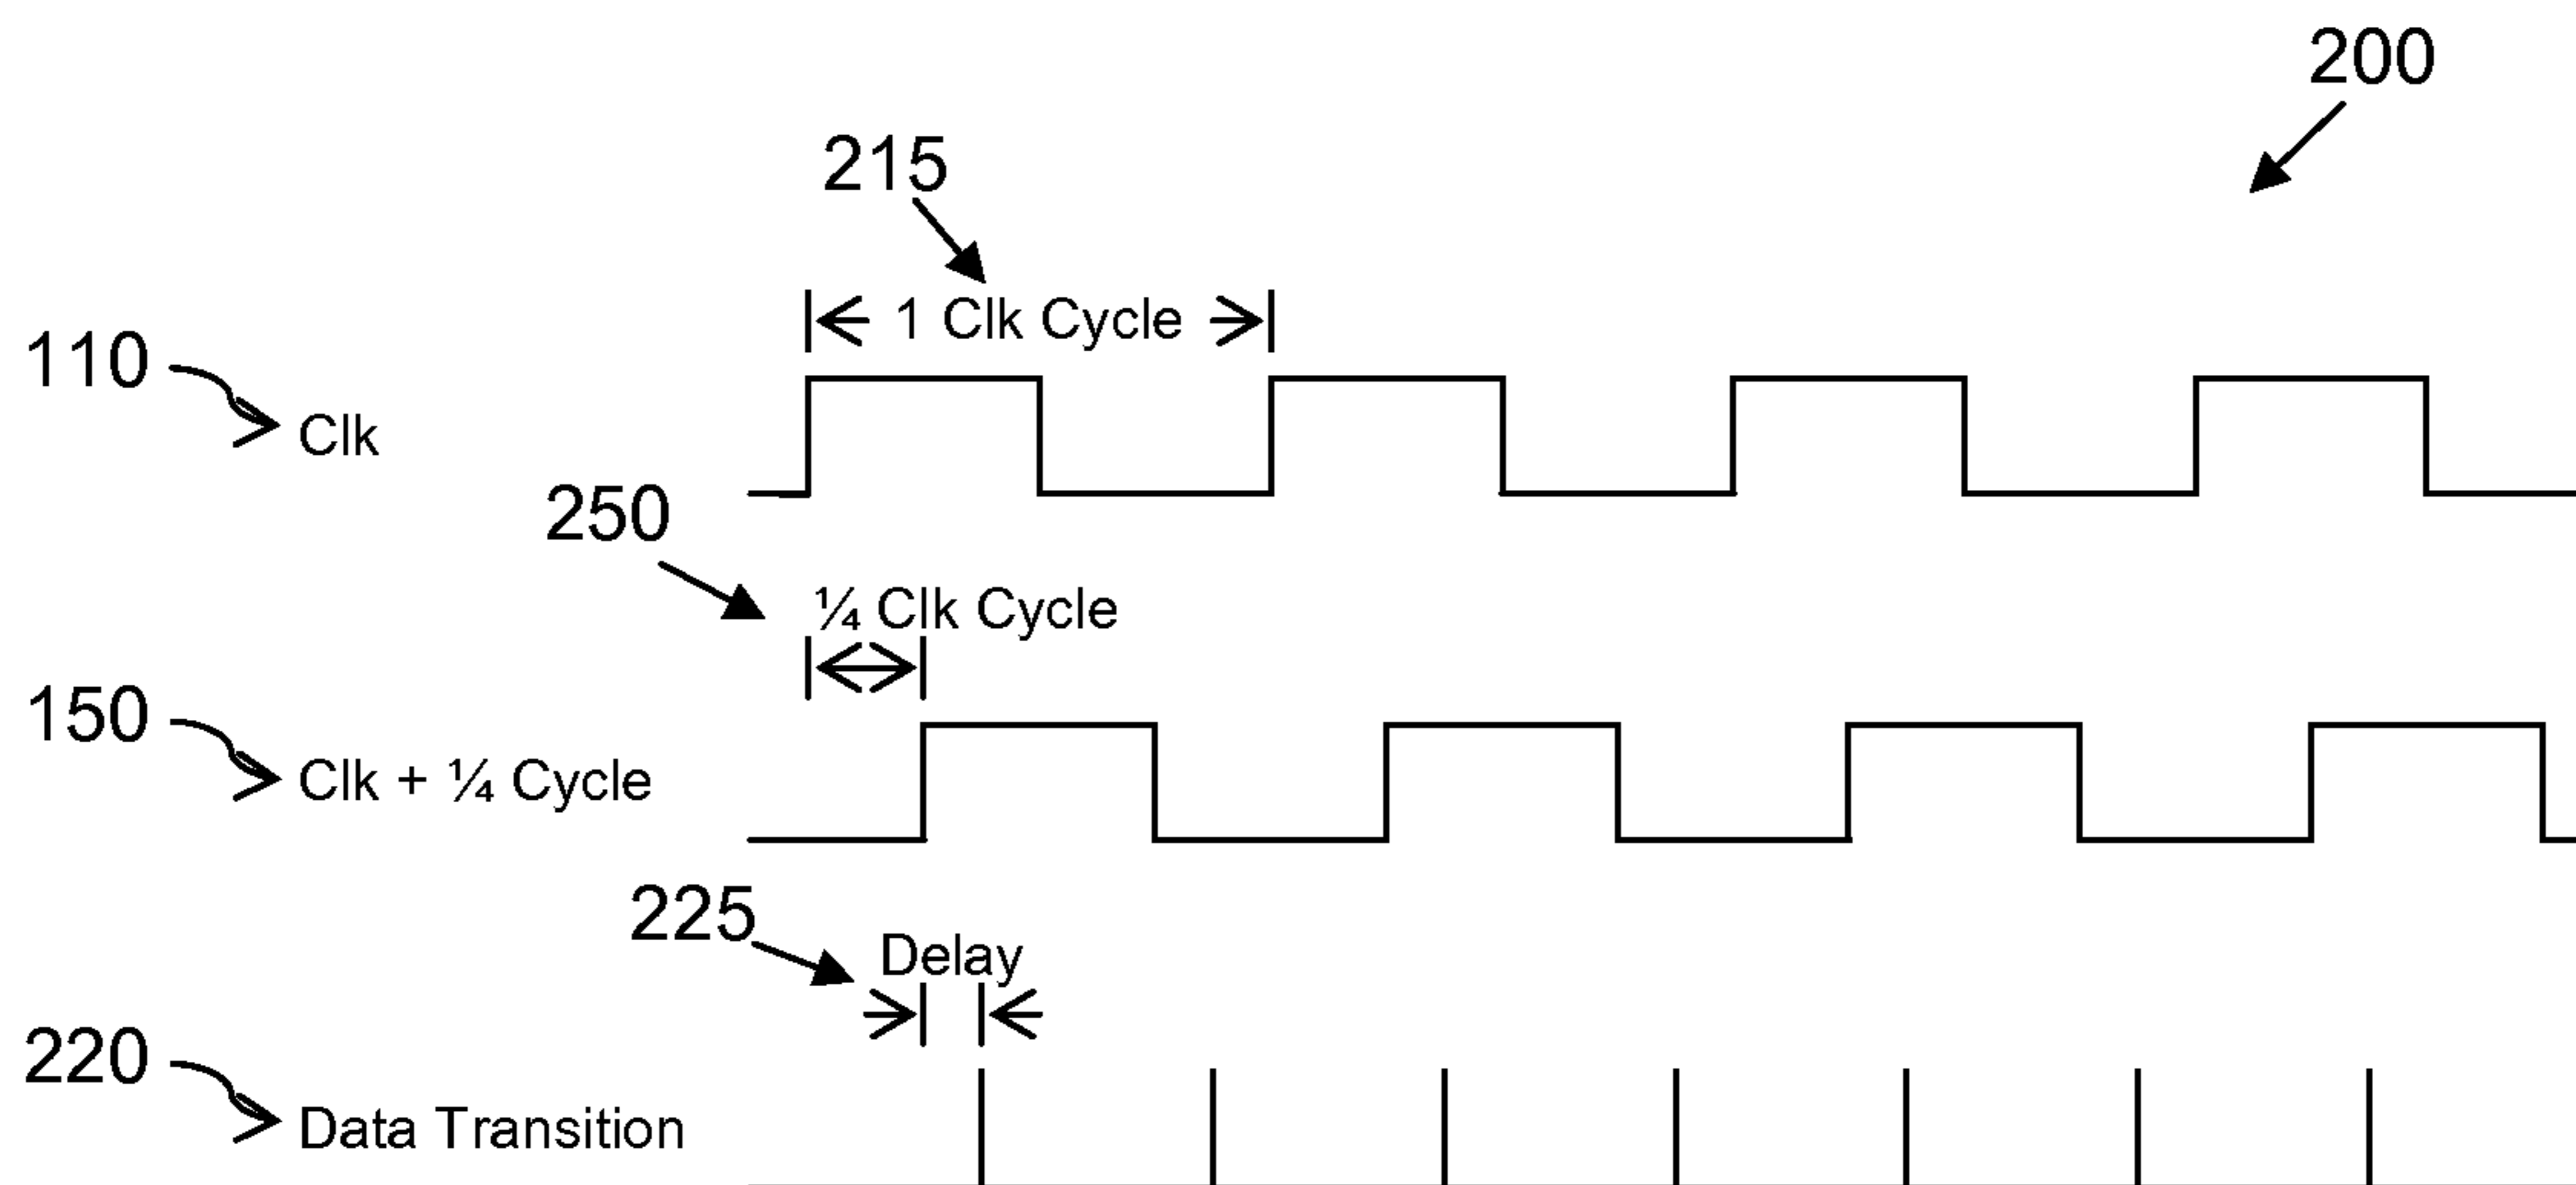 200
215
1 Clk Cycle
110
Clk
250
¼ Clk Cycle
150
Clk + ¼ Cycle
225
Delay
220
Data Transition